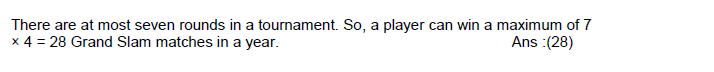 There are at most seven rounds in a tournament. So, a player can win a maximum of 7
× 4 = 28 Grand Slam matches in a year. Ans :(28)